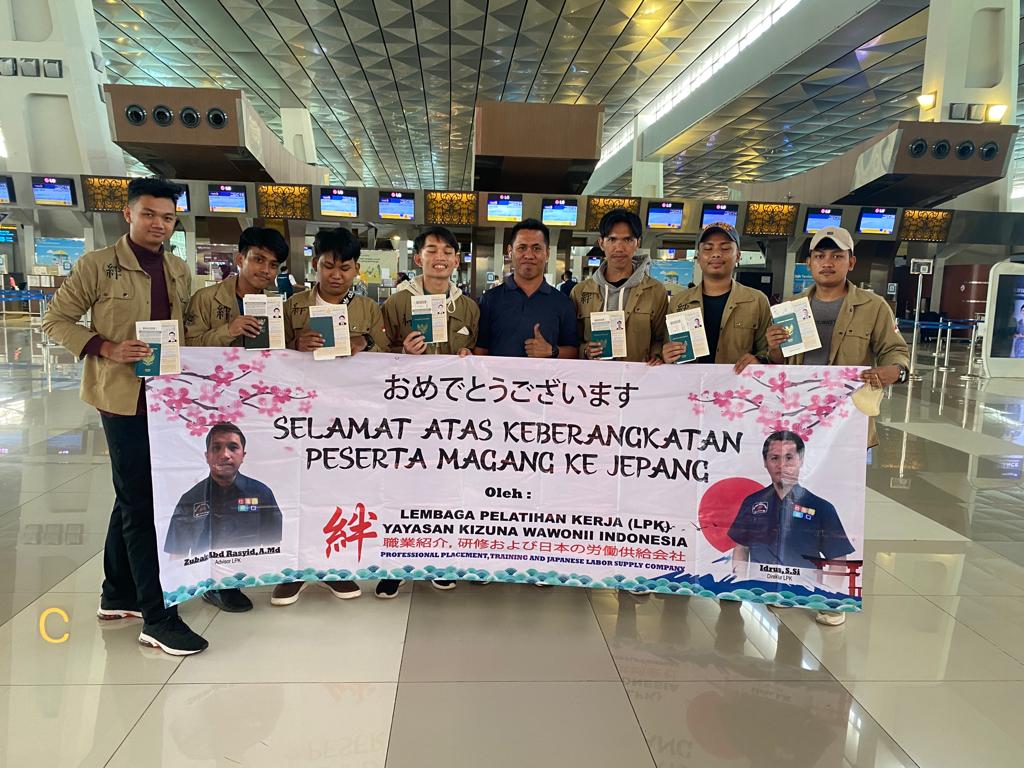 おめでとうございます
SELAMAT ATAS KEBERANGKATAN
PESERTA MAGANG KE JEPANG
Oleh :
絆
LEMBAGA PELATIHAN KERJA (LPK)
YAYASAN KIZUNA WAWONII INDONESIA
職業紹介, 研修および日本の労働供給会社
PROFESSIONAL PLACEMENT, TRAINING AND JAPANESE LABOR SUPPLY COMPANY
Zubair Abd Rasyid, A.Md
Advisor LPK
Idrus, S.Si
Direktur LPK
C